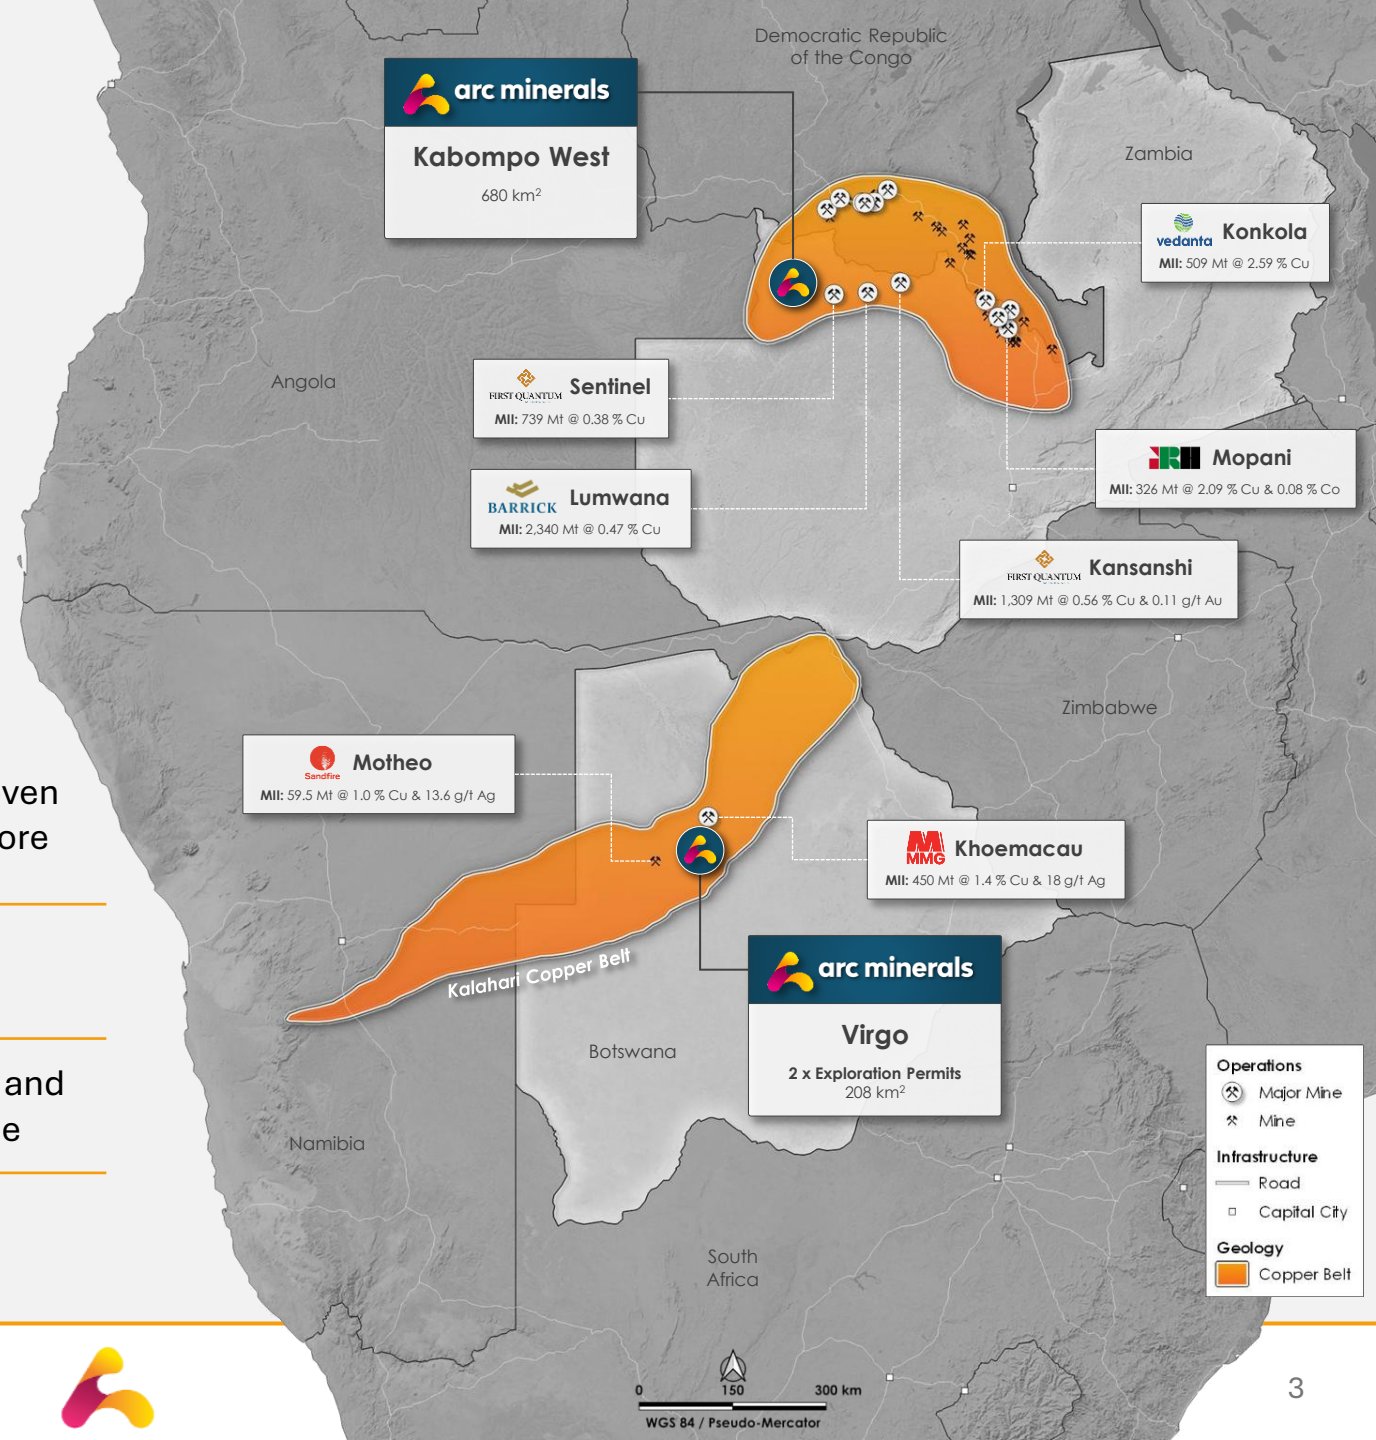 Democratic Republic
of the Congo
arc minerals
Kabompo West
680 km²
Zambia
vedanta Konkola
MII: 509 Mt @ 2.59 % Cu
Angola
FIRST QUANTUM Sentinel
MII: 739 Mt @ 0.38 % Cu
BARRICK Lumwana
MII: 2,340 Mt @ 0.47 % Cu
IRH Mopani
MII: 326 Mt @ 2.09 % Cu & 0.08 % Co
FIRST QUANTUM Kansanshi
MII: 1,309 Mt @ 0.56 % Cu & 0.11 g/t Au
Zimbabwe
Sandfire Motheo
MII: 59.5 Mt @ 1.0 % Cu & 13.6 g/t Ag
ven
ore
MMG Khoemacau
MII: 450 Mt @ 1.4 % Cu & 18 g/t Ag
Kalahari Copper Belt
arc minerals
Virgo
2 x Exploration Permits
208 km²
Botswana
and
e
Namibia
South
Africa
Operations
Major Mine
Mine
Infrastructure
Road
Capital City
Geology
Copper Belt
0 150 300 km
WGS 84 / Pseudo-Mercator
3